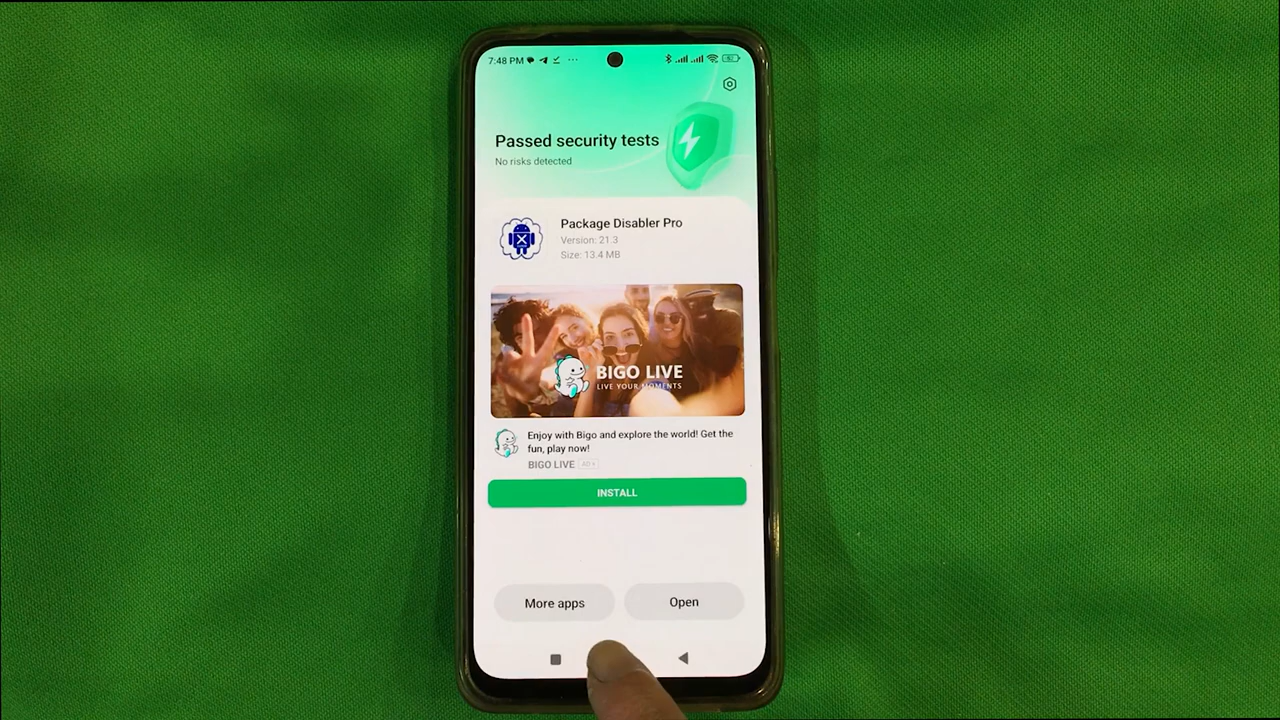 7:48 PM
Passed security tests
No risks detected
Package Disabler Pro
Version: 21.3
Size: 13.4 MB
BIGO LIVE
LIVE YOUR MOMENTS
Enjoy with Bigo and explore the world! Get the
fun, play now!
BIGO LIVE
INSTALL
More apps
Open